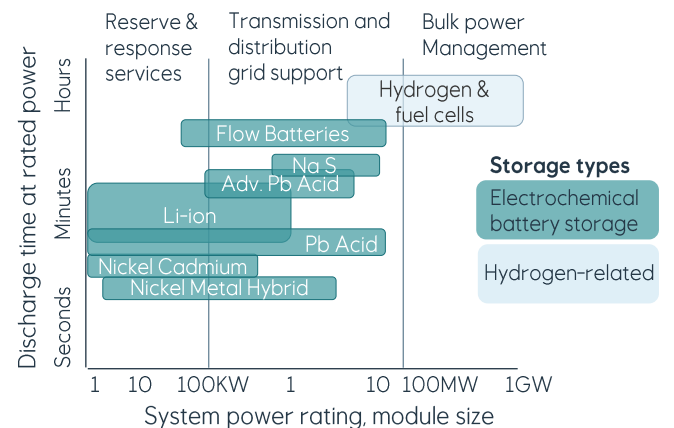 Reserve &
response
services
Transmission and
distribution
grid support
Bulk power
Management
Discharge time at rated power
Hours
Minutes
Seconds
Hydrogen &
fuel cells
Flow Batteries
Na S
Adv. Pb Acid
Li-ion
Pb Acid
Nickel Cadmium
Nickel Metal Hybrid
Storage types
Electrochemical
battery storage
Hydrogen-related
1 10 100KW 1 10 100MW 1GW
System power rating, module size